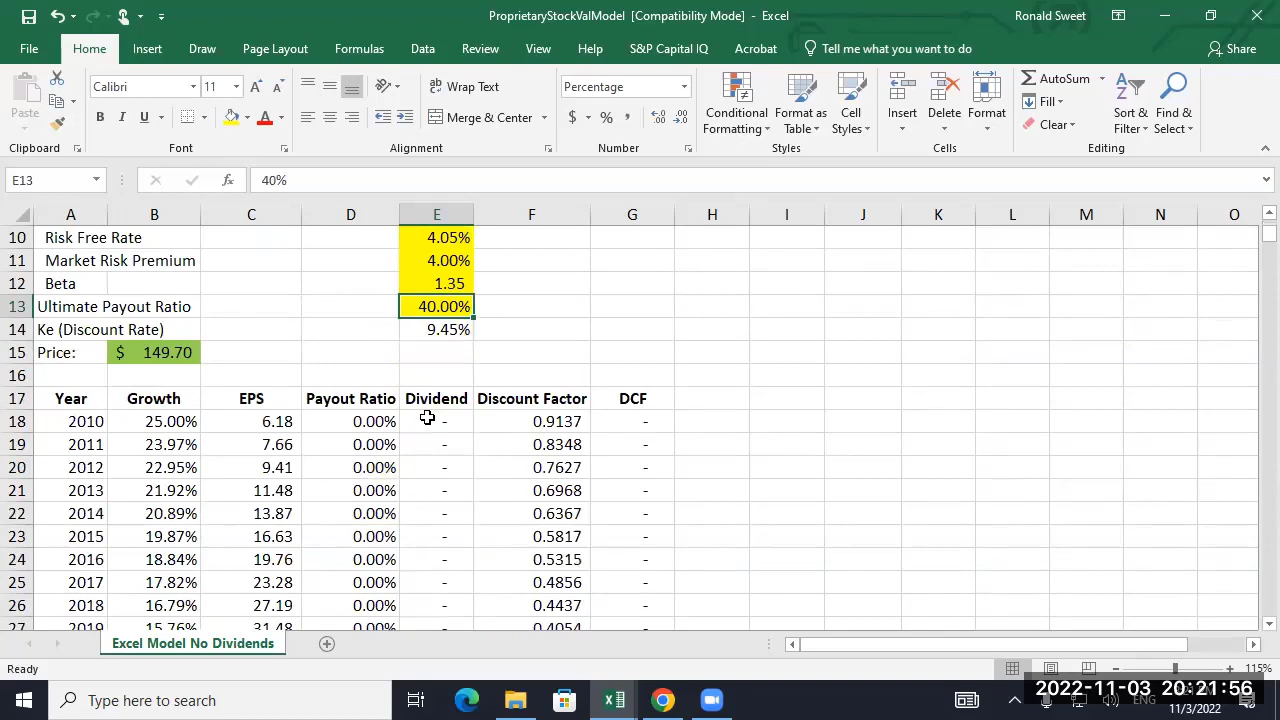 ProprietaryStockValModel [Compatibility Mode] - Excel
Ronald Sweet
File Home Insert Draw Page Layout Formulas Data Review View Help S&P Capital IQ Acrobat Tell me what you want to do Share
Paste
Calibri 11
Wrap Text
Percentage
Conditional Formatting
Format as Table
Cell Styles
Insert Delete Format
AutoSum
Fill
Clear
Sort & Filter
Find & Select
B I U
Merge & Center
$ % ,
Clipboard Font Alignment Number Styles Cells Editing
E13 fx 40%
A B C D E F G H I J K L M N O
10 Risk Free Rate 4.05%
11 Market Risk Premium 4.00%
12 Beta 1.35
13 Ultimate Payout Ratio 40.00%
14 Ke (Discount Rate) 9.45%
15 Price: $ 149.70
16
17 Year Growth EPS Payout Ratio Dividend Discount Factor DCF
18 2010 25.00% 6.18 0.00% - 0.9137 -
19 2011 23.97% 7.66 0.00% - 0.8348 -
20 2012 22.95% 9.41 0.00% - 0.7627 -
21 2013 21.92% 11.48 0.00% - 0.6968 -
22 2014 20.89% 13.87 0.00% - 0.6367 -
23 2015 19.87% 16.63 0.00% - 0.5817 -
24 2016 18.84% 19.76 0.00% - 0.5315 -
25 2017 17.82% 23.28 0.00% - 0.4856 -
26 2018 16.79% 27.19 0.00% - 0.4437 -
27 2019 15.76% 31.48 0.00% - 0.4054 -
Excel Model No Dividends
Ready
115%
Type here to search
2022-11-03 20:21:56
ENG
11/3/2022